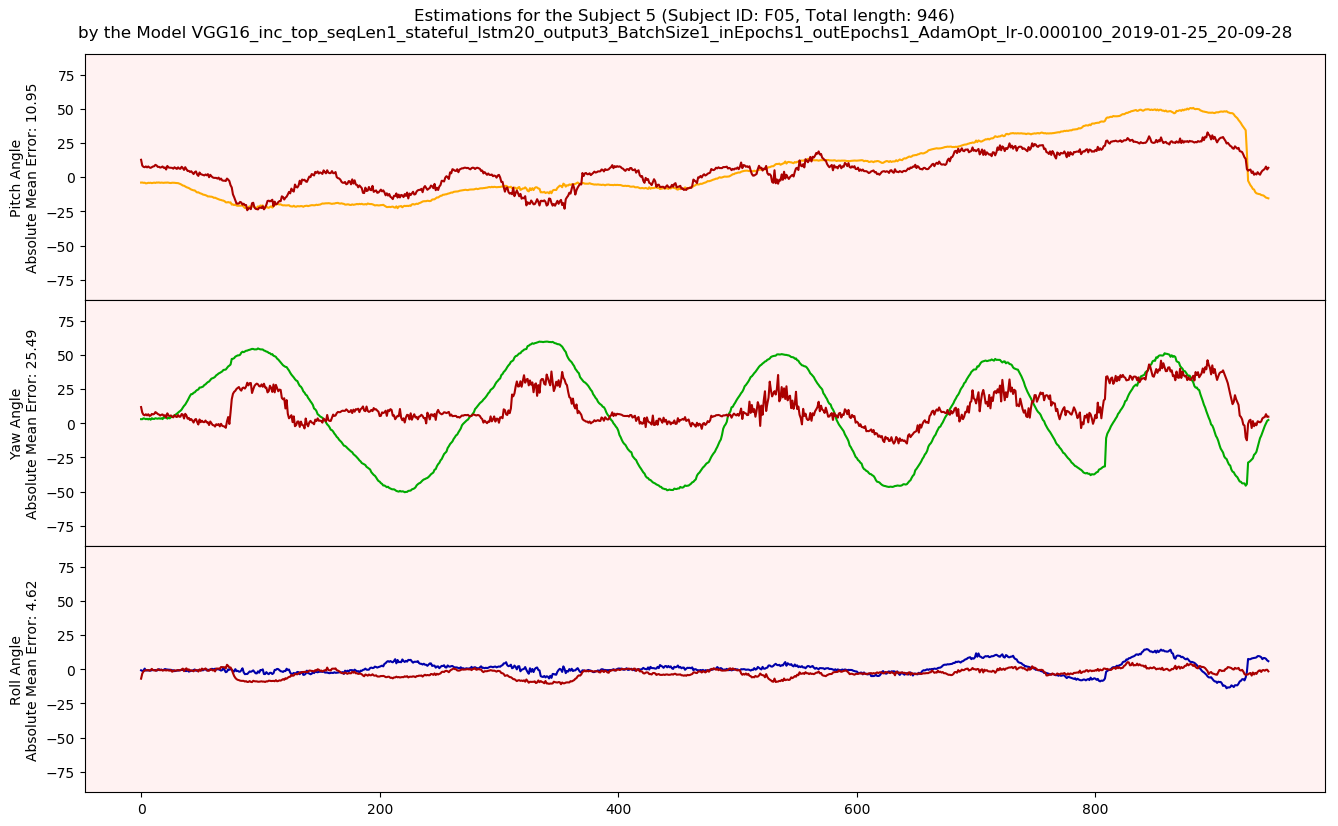 Estimations for the Subject 5 (Subject ID: F05, Total length: 946)
by the Model VGG16_inc_top_seqLen1_stateful_lstm20_output3_BatchSize1_inEpochs1_outEpochs1_AdamOpt_lr-0.000100_2019-01-25_20-09-28
Pitch Angle
Absolute Mean Error: 10.95
75
50
25
0
−25
−50
−75
Yaw Angle
Absolute Mean Error: 25.49
75
50
25
0
−25
−50
−75
Roll Angle
Absolute Mean Error: 4.62
75
50
25
0
−25
−50
−75
0 200 400 600 800